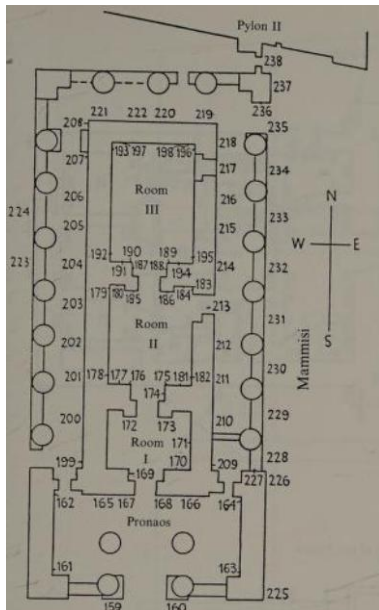 Pylon II
238
237
236
221 222 220 219
208
235
218
193 197 198 196
207
217
234
206
Room
III
216
224
233
N
205
215
W E
223
192 190 189 195
204
187 188
232
191 194
214
179 180 185 186 184 183
203
213
S
231
Room
II
202
212
Mammisi
230
178 177 176 175 181 182
201
211
174
229
172 173
200
210
Room
I
171
228
170
199
169
209
227 226
162 165 167 168 166 164
Pronaos
161 163
159 160
225